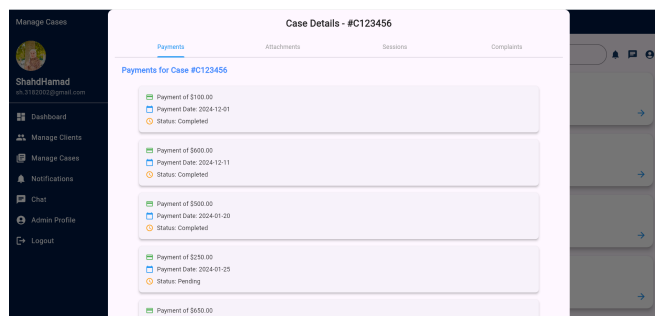 Manage Cases
ShahdHamad
sh.3182002@gmail.com
Dashboard
Manage Clients
Manage Cases
Notifications
Chat
Admin Profile
Logout
Case Details - #C123456
Payments Attachments Sessions Complaints
Payments for Case #C123456
Payment of $100.00
Payment Date: 2024-12-01
Status: Completed
Payment of $600.00
Payment Date: 2024-12-11
Status: Completed
Payment of $500.00
Payment Date: 2024-01-20
Status: Completed
Payment of $250.00
Payment Date: 2024-01-25
Status: Pending
Payment of $650.00